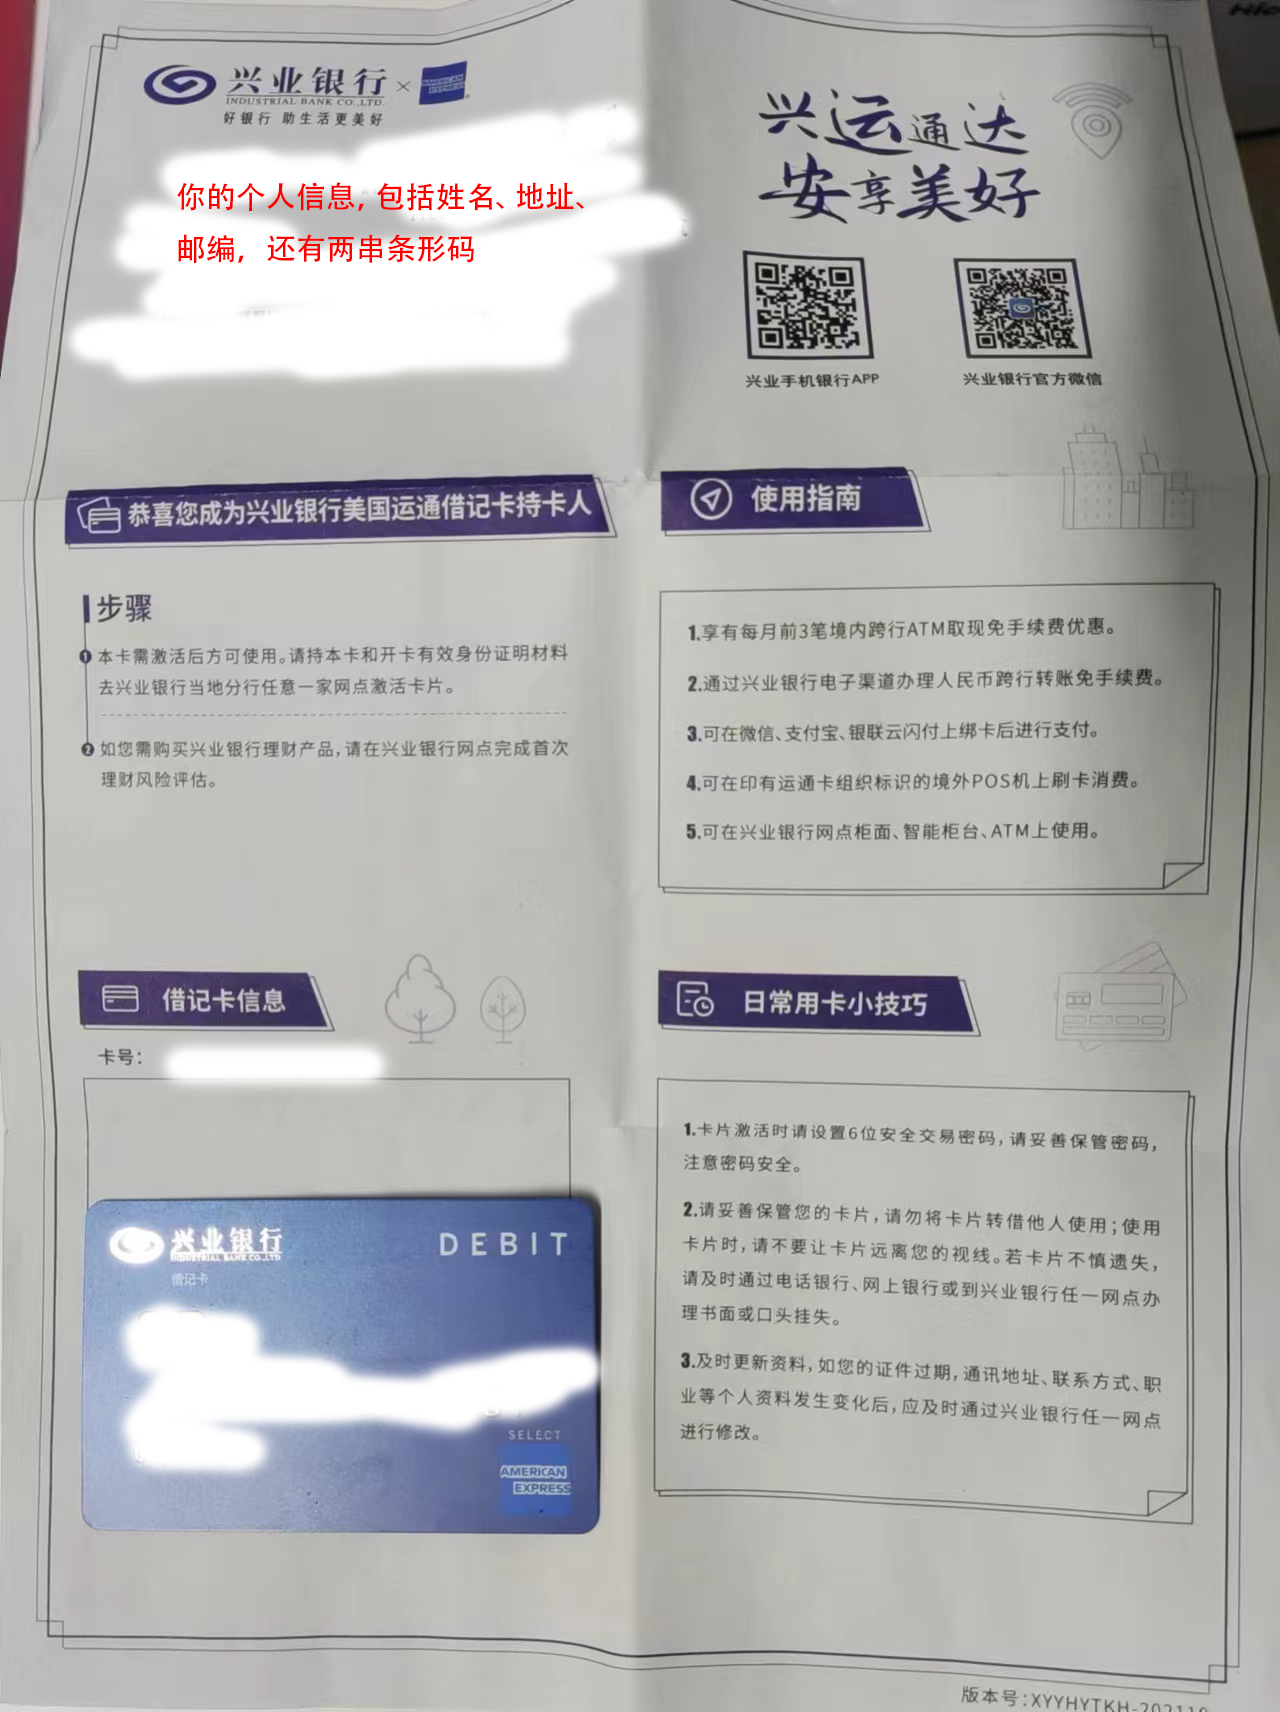 兴业银行
INDUSTRIAL BANK CO.,LTD.
好银行 助生活更美好
×
AMERICAN
EXPRESS
你的个人信息, 包括姓名、地址、
邮编, 还有两串条形码
兴运通达
安享美好
兴业手机银行APP
兴业银行官方微信
恭喜您成为兴业银行美国运通借记卡持卡人
步骤
1 本卡需激活后方可使用。请持本卡和开卡有效身份证明材料
去兴业银行当地分行任意一家网点激活卡片。
2 如您需购买兴业银行理财产品,请在兴业银行网点完成首次
理财风险评估。
使用指南
1.享有每月前3笔境内跨行ATM取现免手续费优惠。
2.通过兴业银行电子渠道办理人民币跨行转账免手续费。
3.可在微信、支付宝、银联云闪付上绑卡后进行支付。
4.可在印有运通卡组织标识的境外POS机上刷卡消费。
5.可在兴业银行网点柜面、智能柜台、ATM上使用。
借记卡信息
卡号:
兴业银行
INDUSTRIAL BANK CO.,LTD
借记卡
DEBIT
SELECT
AMERICAN
EXPRESS
日常用卡小技巧
1.卡片激活时请设置6位安全交易密码,请妥善保管密码,
注意密码安全。
2.请妥善保管您的卡片,请勿将卡片转借他人使用;使用
卡片时,请不要让卡片远离您的视线。若卡片不慎遗失,
请及时通过电话银行、网上银行或到兴业银行任一网点办
理书面或口头挂失。
3.及时更新资料,如您的证件过期,通讯地址、联系方式、职
业等个人资料发生变化后,应及时通过兴业银行任一网点
进行修改。
版本号:XYYHYTKH-202110